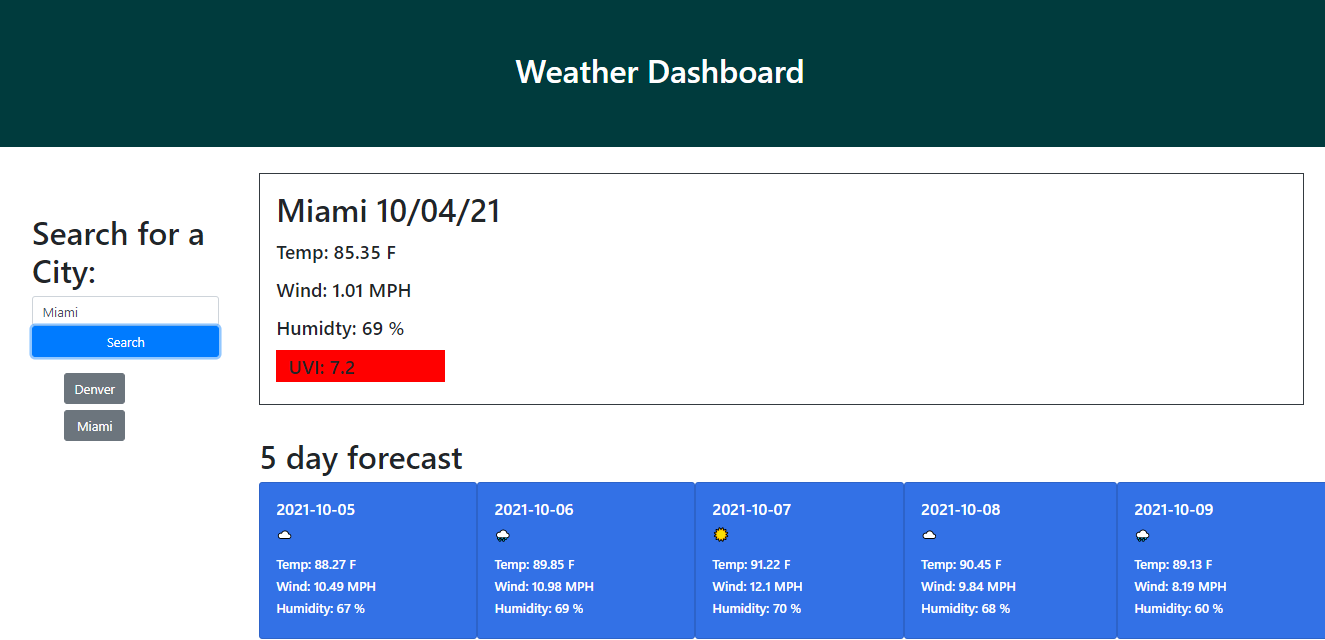 Weather Dashboard
Search for a
City:
Miami
Search
Denver
Miami
Miami 10/04/21
Temp: 85.35 F
Wind: 1.01 MPH
Humidty: 69 %
UVI: 7.2
5 day forecast
2021-10-05
Temp: 88.27 F
Wind: 10.49 MPH
Humidity: 67 %
2021-10-06
Temp: 89.85 F
Wind: 10.98 MPH
Humidity: 69 %
2021-10-07
Temp: 91.22 F
Wind: 12.1 MPH
Humidity: 70 %
2021-10-08
Temp: 90.45 F
Wind: 9.84 MPH
Humidity: 68 %
2021-10-09
Temp: 89.13 F
Wind: 8.19 MPH
Humidity: 60 %